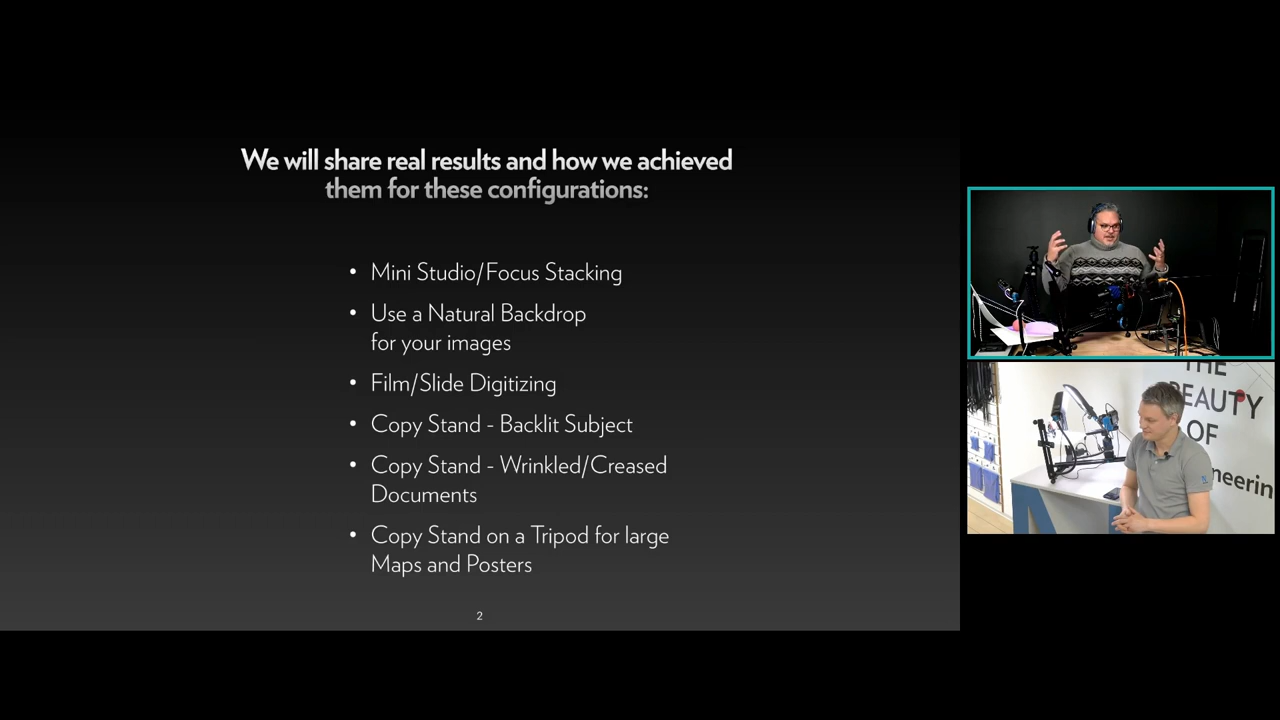 We will share real results and how we achieved
them for these configurations:
• Mini Studio/Focus Stacking
• Use a Natural Backdrop
for your images
• Film/Slide Digitizing
• Copy Stand - Backlit Subject
• Copy Stand - Wrinkled/Creased
Documents
• Copy Stand on a Tripod for large
Maps and Posters
2
THE
BEAUTY
OF